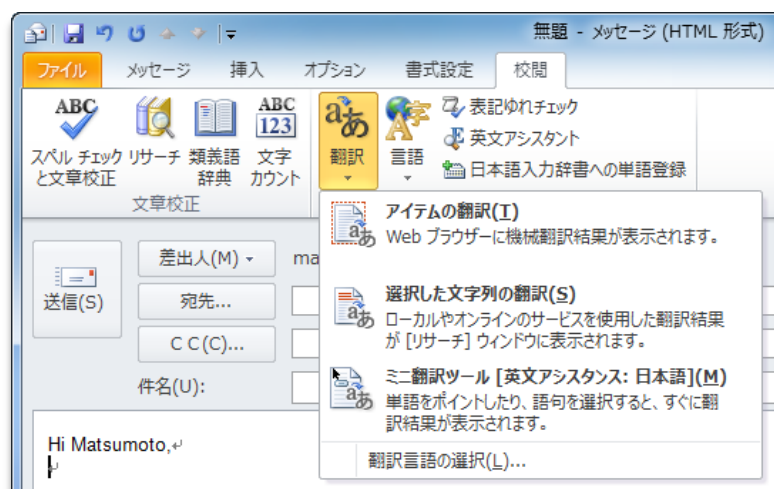 無題 - メッセージ (HTML 形式)
ファイル メッセージ 挿入 オプション 書式設定 校閲
ABC
スペル チェック
と文章校正
リサーチ
類義語
辞典
ABC
123
文字
カウント
文章校正
aあ
翻訳
A字
言語
表記ゆれチェック
英文アシスタント
日本語入力辞書への単語登録
アイテムの翻訳(T)
Web ブラウザーに機械翻訳結果が表示されます。
選択した文字列の翻訳(S)
ローカルやオンラインのサービスを使用した翻訳結果
が [リサーチ] ウィンドウに表示されます。
ミニ翻訳ツール [英文アシスタンス: 日本語](M)
単語をポイントしたり、語句を選択すると、すぐに翻
訳結果が表示されます。
翻訳言語の選択(L)...
送信(S)
差出人(M) ma
宛先...
C C(C)...
件名(U):
Hi Matsumoto,